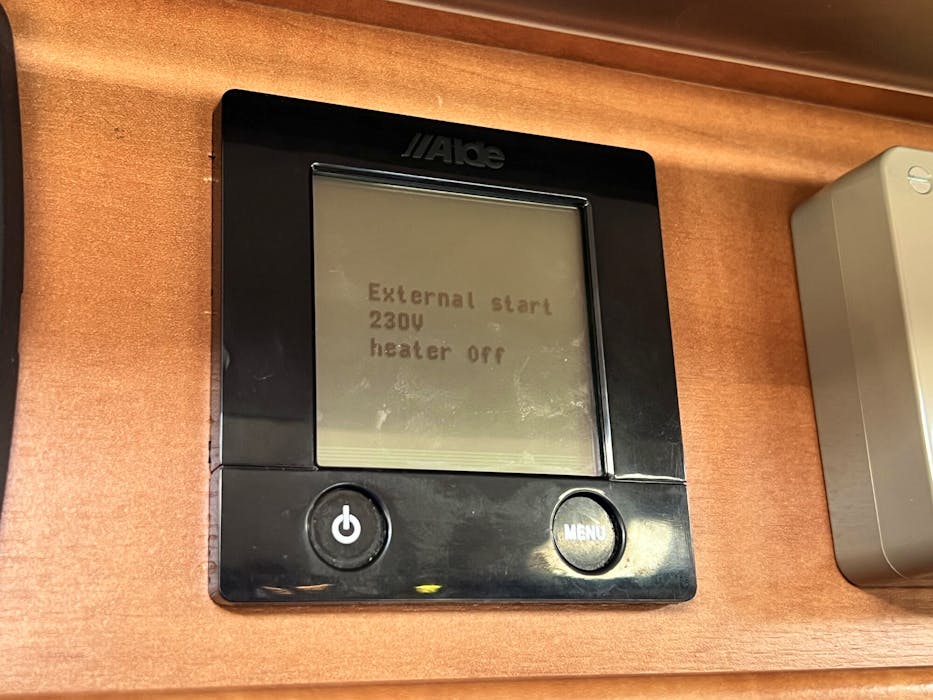 Alde
External start
230V
heater Off
MENU